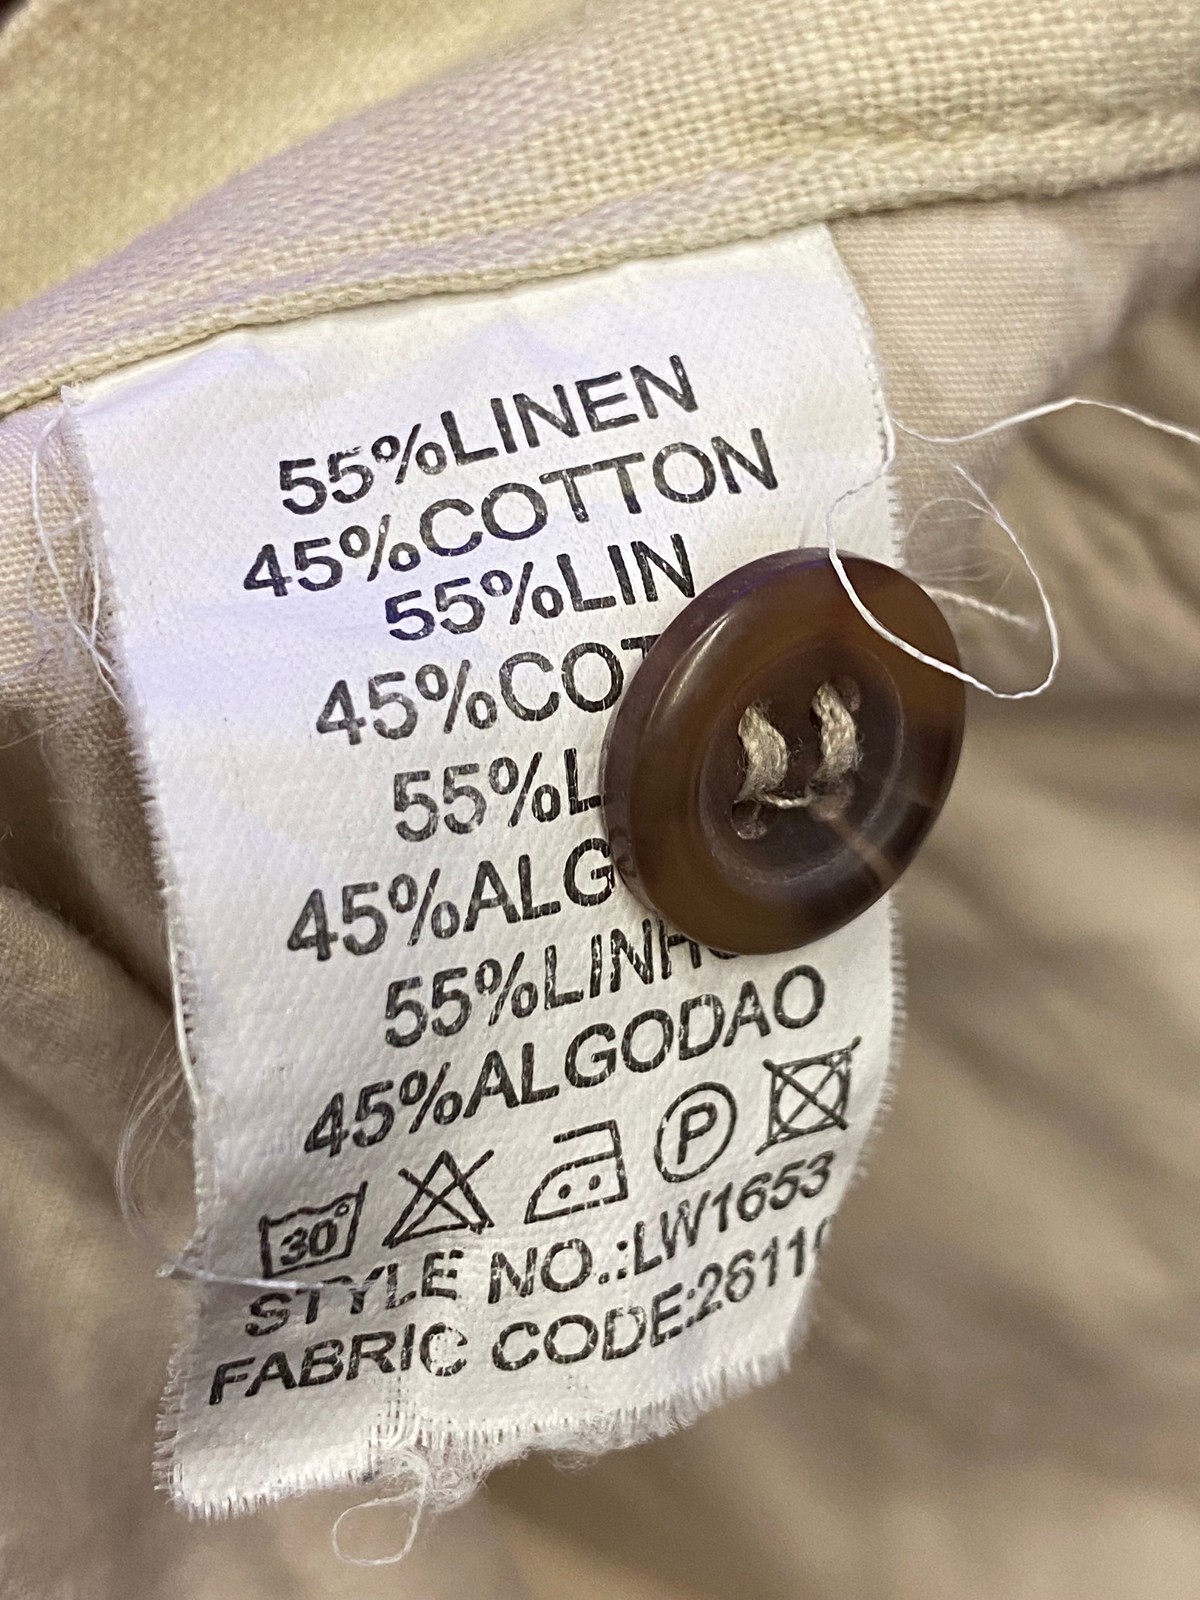 55%LINEN
45%COTTON
55%LIN
45%COT
55%L
45%ALG
55%LINHO
45%ALGODAO
30°
P
STYLE NO.:LW1653
FABRIC CODE:2611